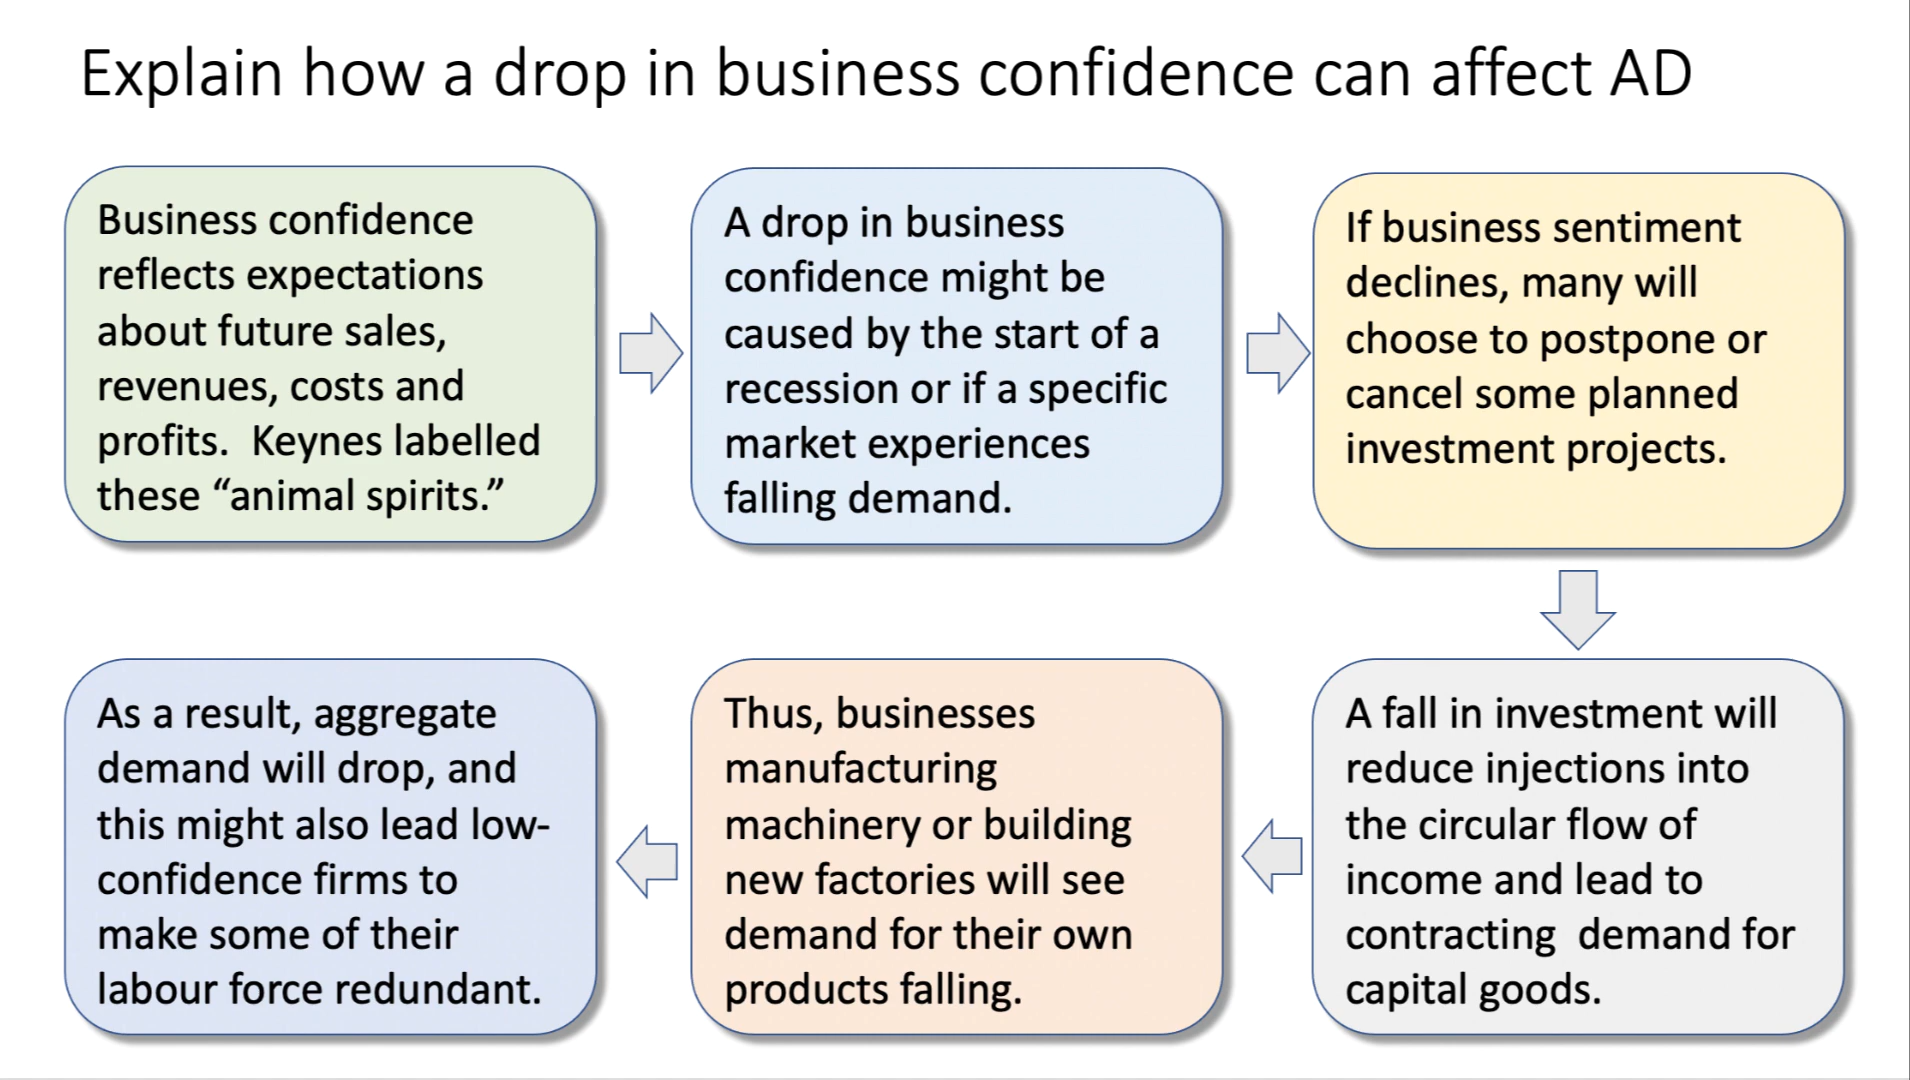 Explain how a drop in business confidence can affect AD
Business confidence
reflects expectations
about future sales,
revenues, costs and
profits.  Keynes labelled
these “animal spirits.”
A drop in business
confidence might be
caused by the start of a
recession or if a specific
market experiences
falling demand.
If business sentiment
declines, many will
choose to postpone or
cancel some planned
investment projects.
A fall in investment will
reduce injections into
the circular flow of
income and lead to
contracting  demand for
capital goods.
Thus, businesses
manufacturing
machinery or building
new factories will see
demand for their own
products falling.
As a result, aggregate
demand will drop, and
this might also lead low-
confidence firms to
make some of their
labour force redundant.